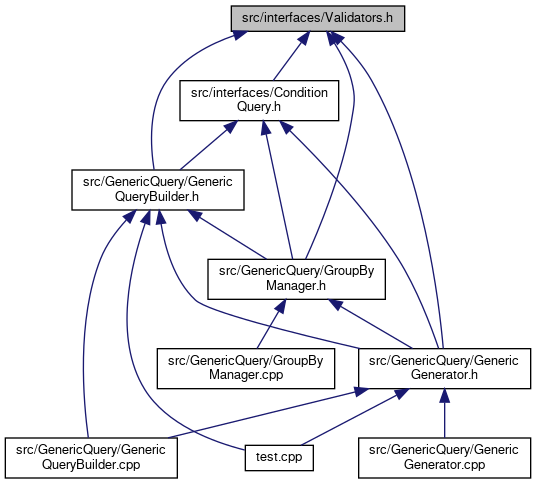 src/interfaces/Validators.h
src/interfaces/Condition
Query.h
src/GenericQuery/Generic
QueryBuilder.h
src/GenericQuery/GroupBy
Manager.h
src/GenericQuery/GroupBy
Manager.cpp
src/GenericQuery/Generic
Generator.h
src/GenericQuery/Generic
QueryBuilder.cpp
test.cpp
src/GenericQuery/Generic
Generator.cpp